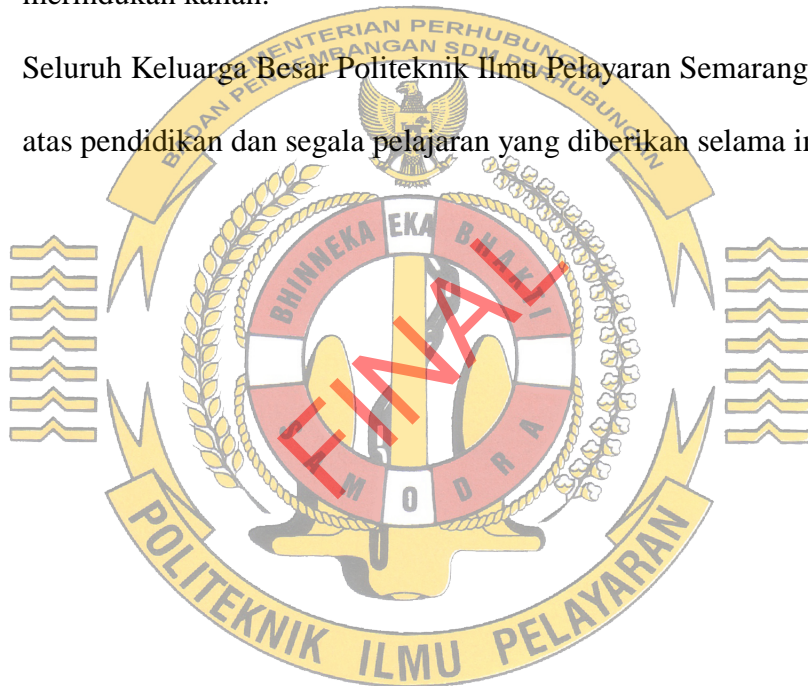 merindukan kalian.
Seluruh Keluarga Besar Politeknik Ilmu Pelayaran Semarang
atas pendidikan dan segala pelajaran yang diberikan selama
KEMENTERIAN PERHUBUNGAN
BADAN PENGEMBANGAN SDM PERHUBUNGAN
BHINNEKA EKA BHAKTI
SAMODRA
FINAL
POLITEKNIK ILMU PELAYARAN